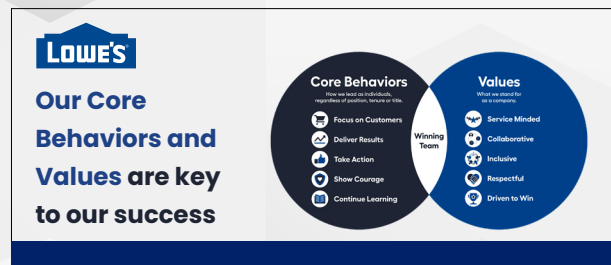 LOWE'S
Our Core
Behaviors and
Values are key
to our success
Core Behaviors
How we lead as individuals,
regardless of position, tenure or title.
Focus on Customers
Deliver Results
Take Action
Show Courage
Continue Learning
Winning
Team
Values
What we stand for
as a company.
Service Minded
Collaborative
Inclusive
Respectful
Driven to Win